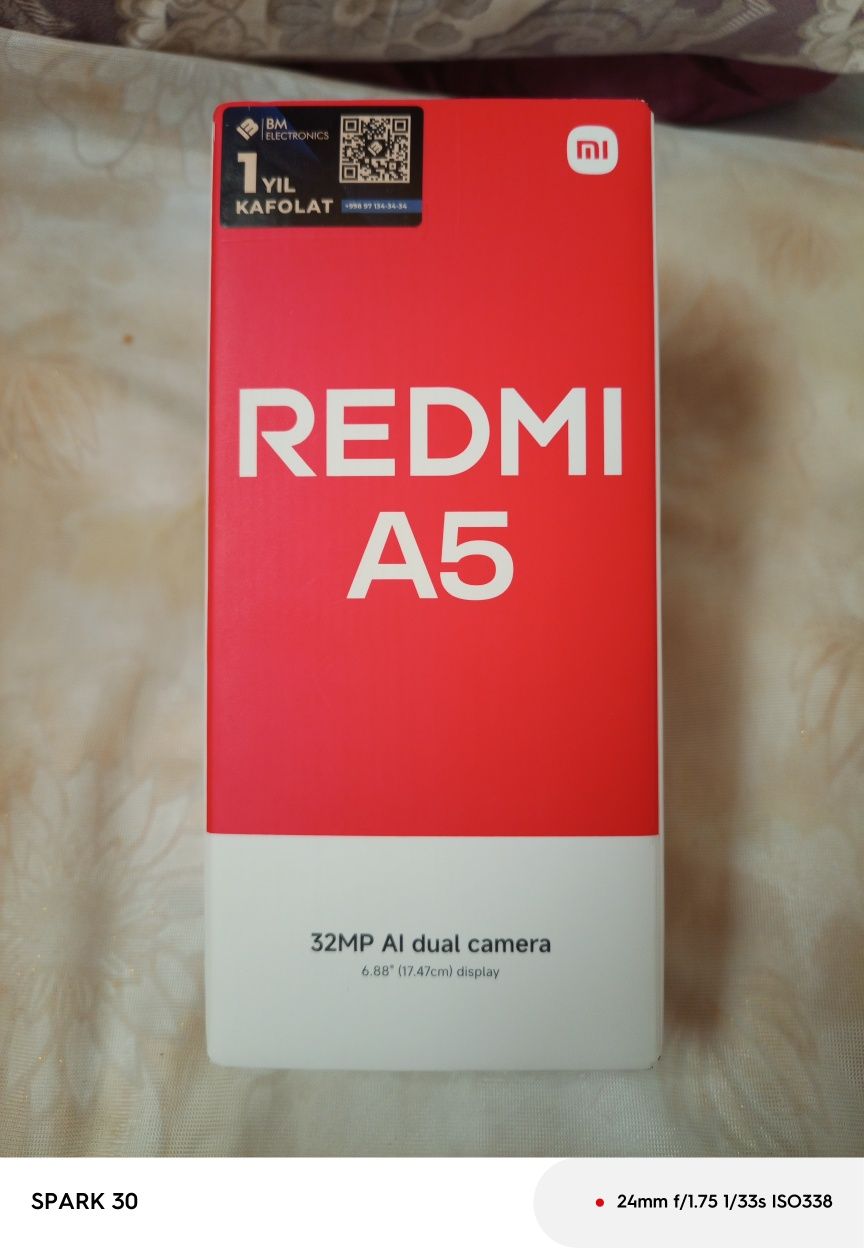 BM
ELECTRONICS
1 YIL
KAFOLAT
+998 97 134-34-34
mi
REDMI
A5
32MP AI dual camera
6.88" (17.47cm) display
SPARK 30
24mm f/1.75 1/33s ISO338